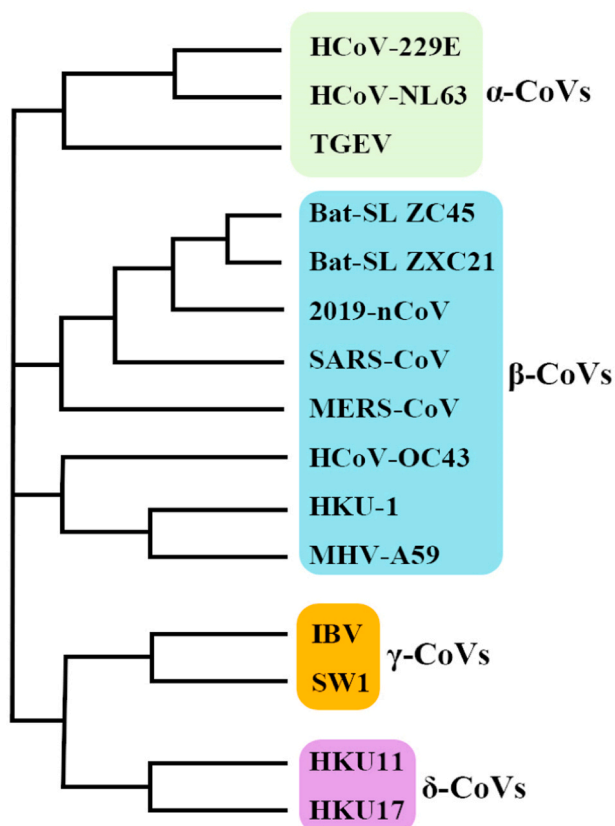 HCoV-229E
HCoV-NL63
α-CoVs
TGEV
Bat-SL ZC45
Bat-SL ZXC21
2019-nCoV
SARS-CoV
β-CoVs
MERS-CoV
HCoV-OC43
HKU-1
MHV-A59
IBV
γ-CoVs
SW1
HKU11
δ-CoVs
HKU17